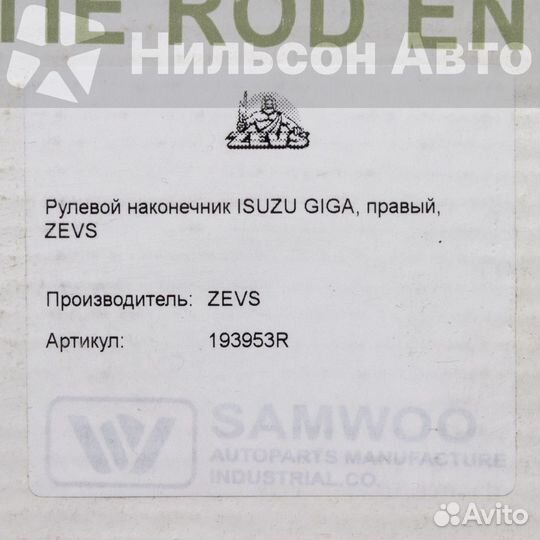 IE ROD EN
Нильсон Авто
ZEVS
Рулевой наконечник ISUZU GIGA, правый,
ZEVS
Производитель: ZEVS
Артикул: 193953R
SAMWOO
AUTOPARTS MANUFACTURE
INDUSTRIAL.CO.
Avito